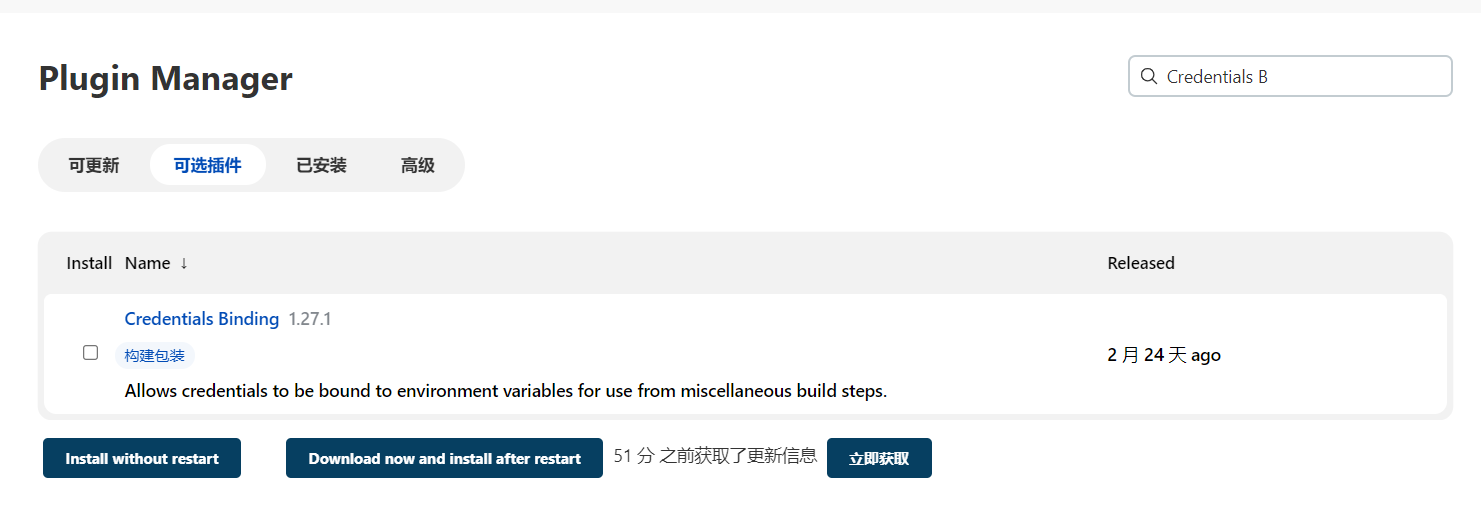 Plugin Manager
Credentials B
可更新 可选插件 已安装 高级
Install Name ↓ Released
Credentials Binding 1.27.1
构建包装
2 月 24 天 ago
Allows credentials to be bound to environment variables for use from miscellaneous build steps.
Install without restart Download now and install after restart 51 分 之前获取了更新信息 立即获取